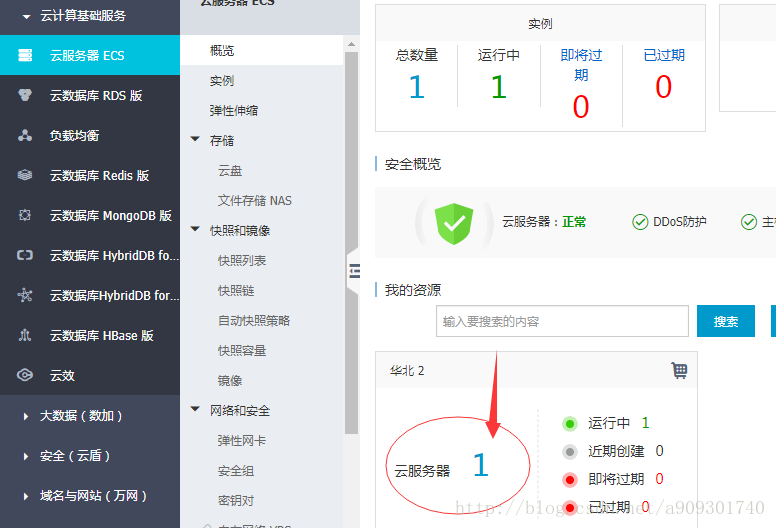 云计算基础服务
云服务器 ECS
云数据库 RDS 版
负载均衡
云数据库 Redis 版
云数据库 MongoDB 版
云数据库 HybridDB fo...
云数据库HybridDB for...
云数据库 HBase 版
云效
大数据（数加）
安全（云盾）
域名与网站（万网）
云服务器 ECS
概览
实例
弹性伸缩
存储
云盘
文件存储 NAS
快照和镜像
快照列表
快照链
自动快照策略
快照容量
镜像
网络和安全
弹性网卡
安全组
密钥对
实例
总数量 运行中 即将过期 已过期
1 1 0 0
安全概览
云服务器：正常 DDoS防护 主
我的资源
输入要搜索的内容 搜索
华北 2
云服务器 1
运行中 1
近期创建 0
即将过期 0
已过期 0
http://blog.csdn.net/a909301740